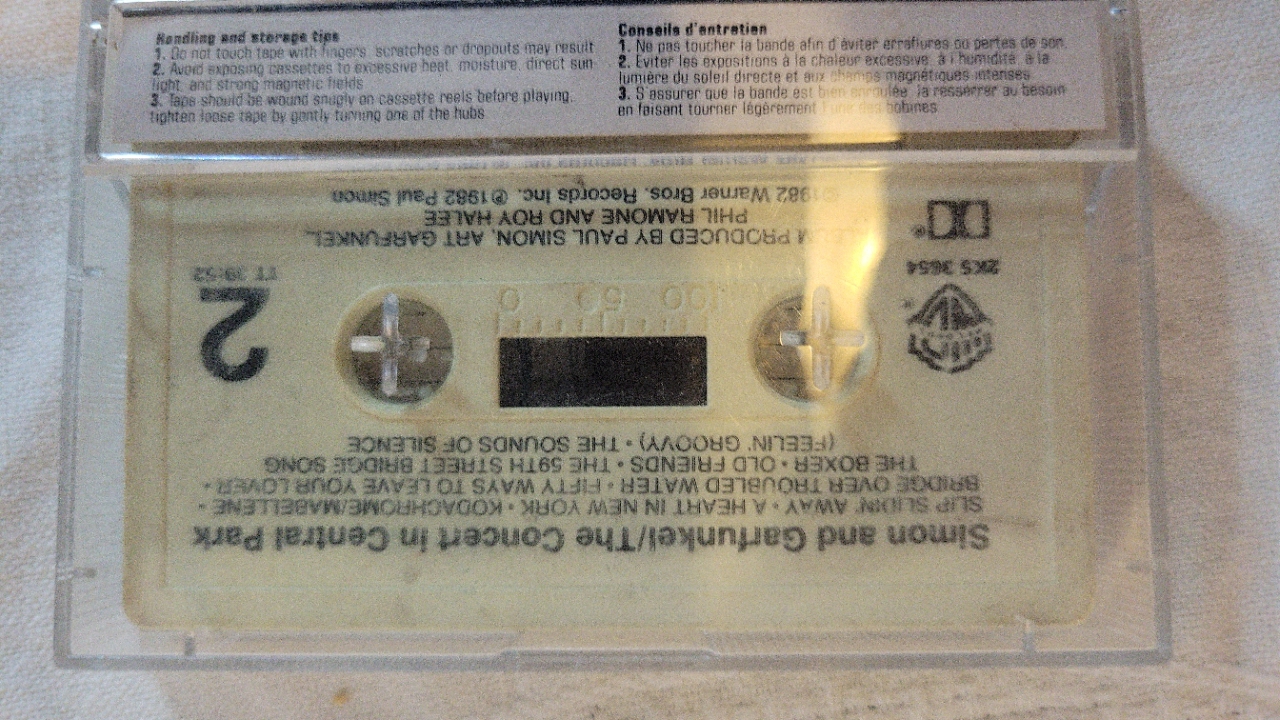 Handling and storage tips
1. Do not touch tape with fingers, scratches or dropouts may result
2. Avoid exposing cassettes to excessive heat, moisture, direct sun
light, and strong magnetic fields
3. Tape should be wound snugly on cassette reels before playing,
tighten loose tape by gently turning one of the hubs
Conseils d'entretien
1. Ne pas toucher la bande afin d'éviter erraflures ou pertes de son.
2. Eviter les expositions à la chaleur excessive, à l'humidité, à la
lumière du soleil directe et aux champs magnétiques intenses
3. S'assurer que la bande est bien enroulée, la resserrer au besoin
en faisant tourner légèrement l'une des bobines
Simon and Garfunkel/The Concert in Central Park
SLIP SLIDIN' AWAY • A HEART IN NEW YORK • KODACHROME/MABELLENE •
BRIDGE OVER TROUBLED WATER • FIFTY WAYS TO LEAVE YOUR LOVER •
THE BOXER • OLD FRIENDS • THE 59TH STREET BRIDGE SONG
(FEELIN' GROOVY) • THE SOUNDS OF SILENCE
2KS 3654
100 50 0
2
TT 39:52
PRODUCED BY PAUL SIMON, ART GARFUNKEL,
PHIL RAMONE AND ROY HALEE
©1982 Warner Bros. Records Inc. ℗1982 Paul Simon